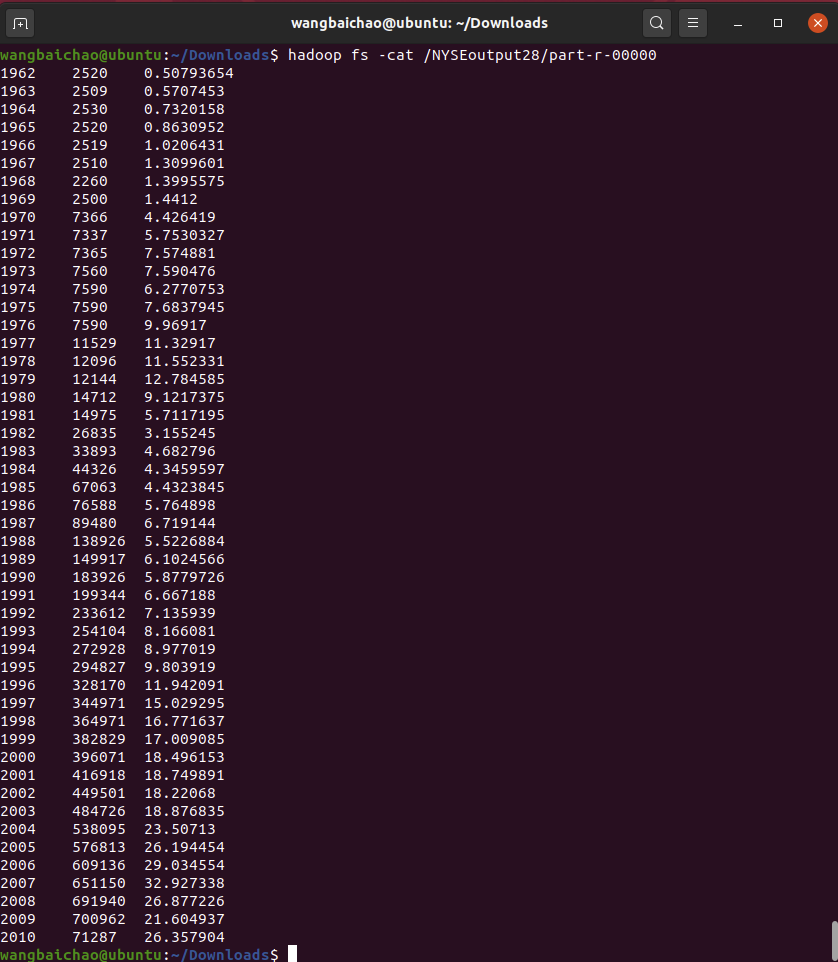 wangbaichao@ubuntu: ~/Downloads
wangbaichao@ubuntu:~/Downloads$ hadoop fs -cat /NYSEoutput28/part-r-00000
1962 2520 0.50793654
1963 2509 0.5707453
1964 2530 0.7320158
1965 2520 0.8630952
1966 2519 1.0206431
1967 2510 1.3099601
1968 2260 1.3995575
1969 2500 1.4412
1970 7366 4.426419
1971 7337 5.7530327
1972 7365 7.574881
1973 7560 7.590476
1974 7590 6.2770753
1975 7590 7.6837945
1976 7590 9.96917
1977 11529 11.32917
1978 12096 11.552331
1979 12144 12.784585
1980 14712 9.1217375
1981 14975 5.7117195
1982 26835 3.155245
1983 33893 4.682796
1984 44326 4.3459597
1985 67063 4.4323845
1986 76588 5.764898
1987 89480 6.719144
1988 138926 5.5226884
1989 149917 6.1024566
1990 183926 5.8779726
1991 199344 6.667188
1992 233612 7.135939
1993 254104 8.166081
1994 272928 8.977019
1995 294827 9.803919
1996 328170 11.942091
1997 344971 15.029295
1998 364971 16.771637
1999 382829 17.009085
2000 396071 18.496153
2001 416918 18.749891
2002 449501 18.22068
2003 484726 18.876835
2004 538095 23.50713
2005 576813 26.194454
2006 609136 29.034554
2007 651150 32.927338
2008 691940 26.877226
2009 700962 21.604937
2010 71287 26.357904
wangbaichao@ubuntu:~/Downloads$